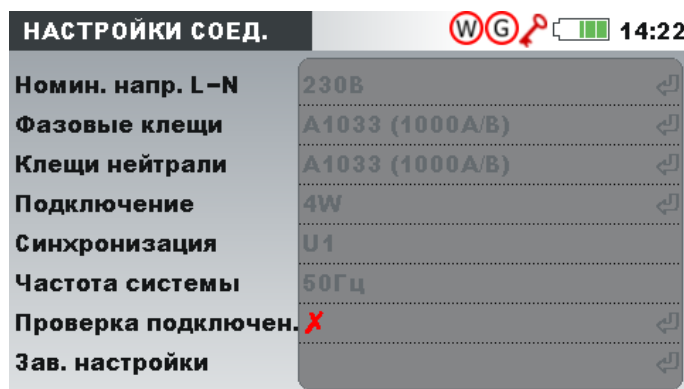 НАСТРОЙКИ СОЕД. W G 14:22
Номин. напр. L-N 230В
Фазовые клещи A1033 (1000A/B)
Клещи нейтрали A1033 (1000A/B)
Подключение 4W
Синхронизация U1
Частота системы 50Гц
Проверка подключен. ✗
Зав. настройки